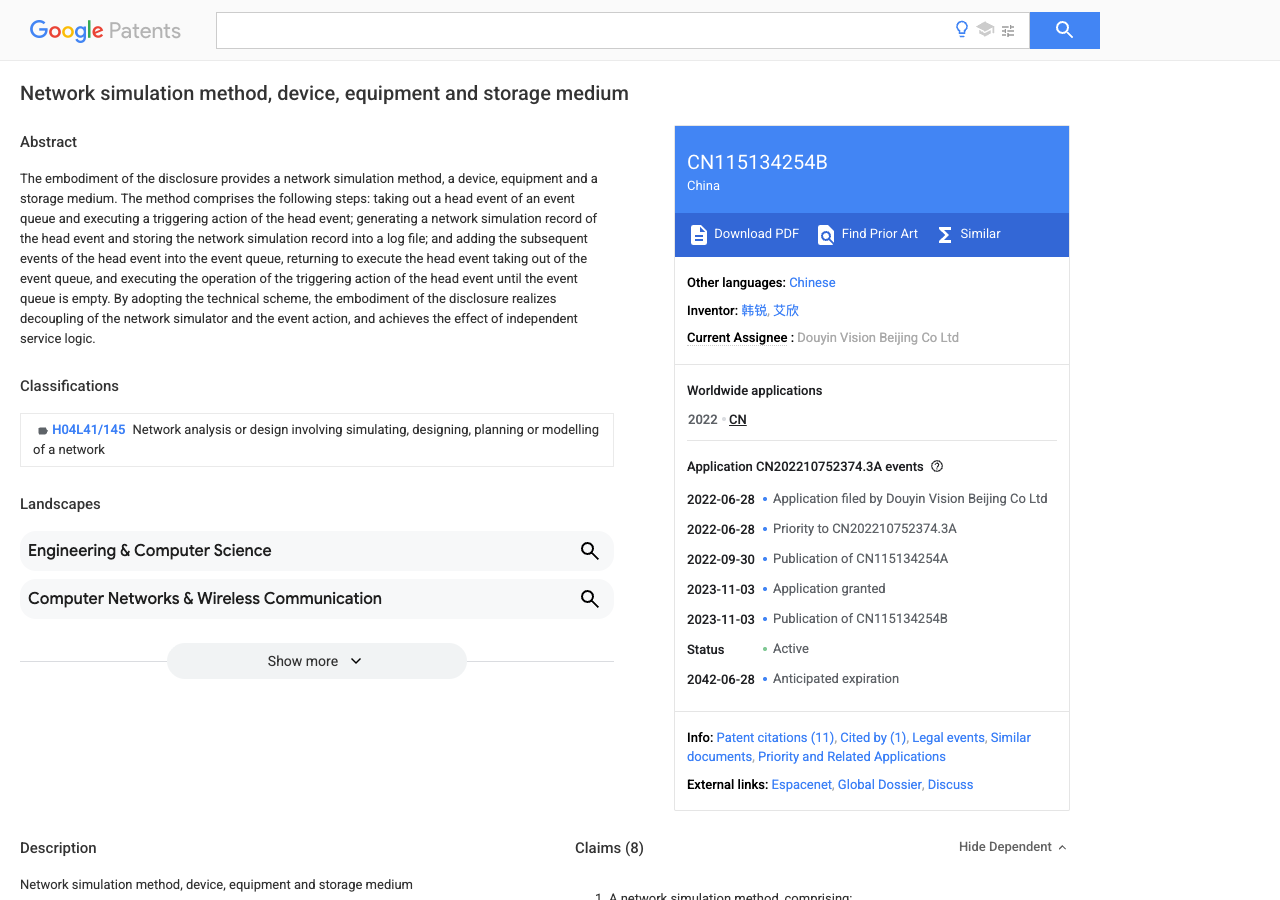 Google Patents
Network simulation method, device, equipment and storage medium
Abstract
The embodiment of the disclosure provides a network simulation method, a device, equipment and a
storage medium. The method comprises the following steps: taking out a head event of an event
queue and executing a triggering action of the head event; generating a network simulation record of
the head event and storing the network simulation record into a log file; and adding the subsequent
events of the head event into the event queue, returning to execute the head event taking out of the
event queue, and executing the operation of the triggering action of the head event until the event
queue is empty. By adopting the technical scheme, the embodiment of the disclosure realizes
decoupling of the network simulator and the event action, and achieves the effect of independent
service logic.
Classifications
H04L41/145 Network analysis or design involving simulating, designing, planning or modelling
of a network
Landscapes
Engineering & Computer Science
Computer Networks & Wireless Communication
Show more
CN115134254B
China
Download PDF Find Prior Art Similar
Other languages: Chinese
Inventor: 韩锐, 艾欣
Current Assignee : Douyin Vision Beijing Co Ltd
Worldwide applications
2022 CN
Application CN202210752374.3A events
2022-06-28 Application filed by Douyin Vision Beijing Co Ltd
2022-06-28 Priority to CN202210752374.3A
2022-09-30 Publication of CN115134254A
2023-11-03 Application granted
2023-11-03 Publication of CN115134254B
Status Active
2042-06-28 Anticipated expiration
Info: Patent citations (11), Cited by (1), Legal events, Similar
documents, Priority and Related Applications
External links: Espacenet, Global Dossier, Discuss
Description
Network simulation method, device, equipment and storage medium
Claims (8)
Hide Dependent
1. A network simulation method, comprising: